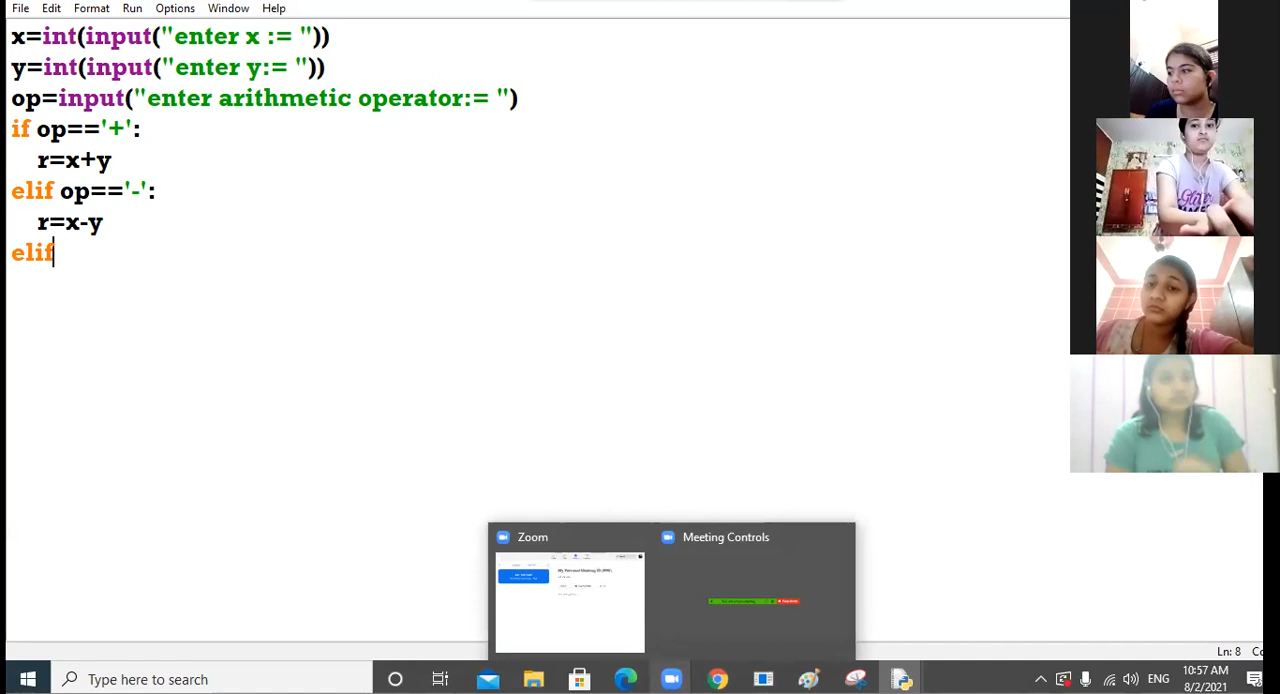 File Edit Format Run Options Window Help
x=int(input("enter x := "))
y=int(input("enter y:= "))
op=input("enter arithmetic operator:= ")
if op=='+':
    r=x+y
elif op=='-':
    r=x-y
elif
Zoom
Meeting Controls
Ln: 8
Type here to search
ENG
10:57 AM
8/2/2021